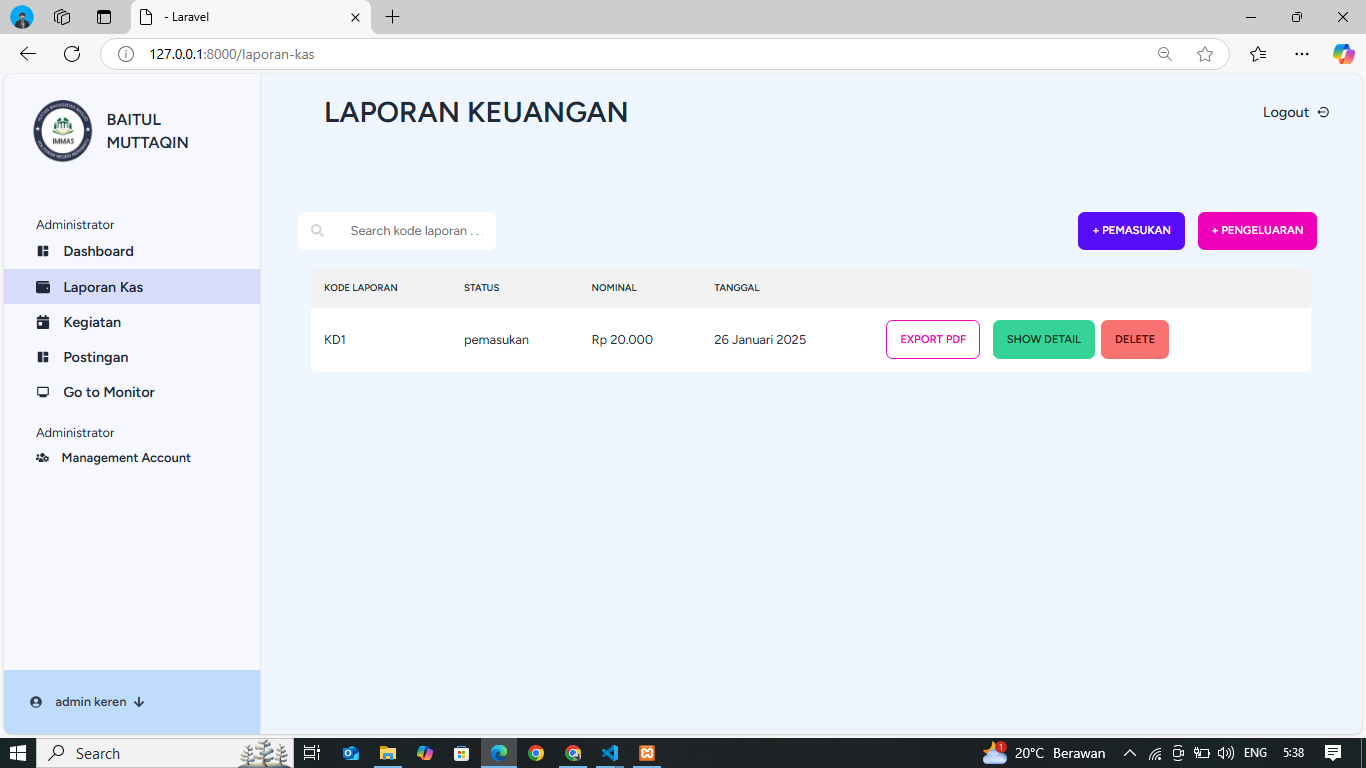 - Laravel
127.0.0.1:8000/laporan-kas
IMMAS
BAITUL
MUTTAQIN
LAPORAN KEUANGAN
Logout
Administrator
Dashboard
Laporan Kas
Kegiatan
Postingan
Go to Monitor
Administrator
Management Account
admin keren
Search kode laporan . . .
+ PEMASUKAN
+ PENGELUARAN
KODE LAPORAN STATUS NOMINAL TANGGAL
KD1 pemasukan Rp 20.000 26 Januari 2025 EXPORT PDF SHOW DETAIL DELETE
Search
1
20°C Berawan
ENG
5:38